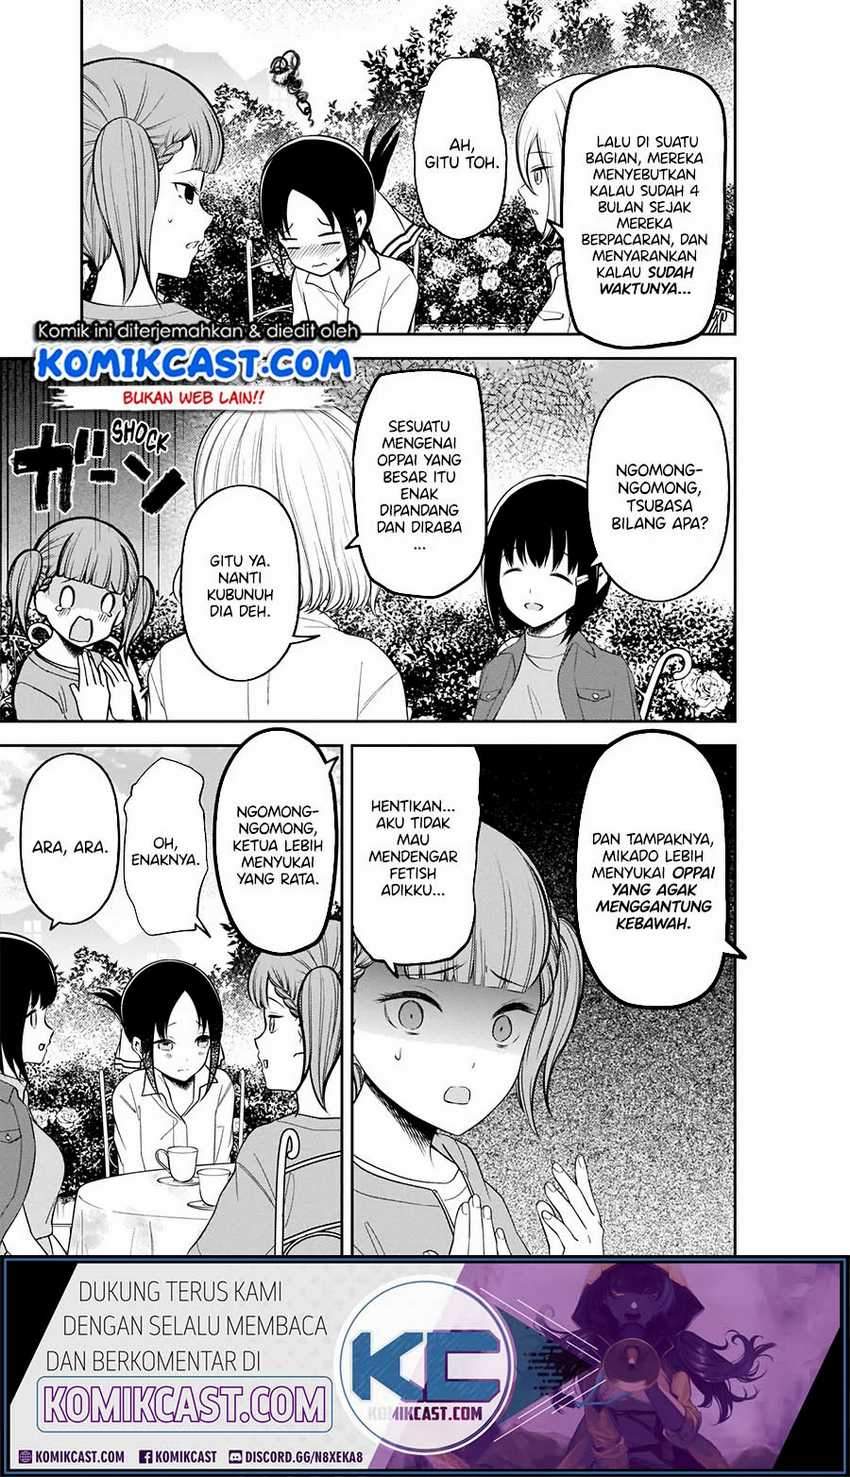 LALU DI SUATU
BAGIAN, MEREKA
MENYEBUTKAN
KALAU SUDAH 4
BULAN SEJAK
MEREKA
BERPACARAN, DAN
MENYARANKAN
KALAU SUDAH
WAKTUNYA...
AH,
GITU TOH.
Komik ini diterjemahkan & diedit oleh
KOMIKCAST.COM
BUKAN WEB LAIN!!
NGOMONG-
NGOMONG,
TSUBASA
BILANG APA?
SESUATU
MENGENAI
OPPAI YANG
BESAR ITU
ENAK
DIPANDANG
DAN DIRABA
...
GITU YA.
NANTI
KUBUNUH
DIA DEH.
SHOCK
ガーン
DAN TAMPAKNYA,
MIKADO LEBIH
MENYUKAI OPPAI
YANG AGAK
MENGGANTUNG
KEBAWAH.
HENTIKAN...
AKU TIDAK
MAU
MENDENGAR
FETISH
ADIKKU...
NGOMONG-
NGOMONG,
KETUA LEBIH
MENYUKAI
YANG RATA.
OH,
ENAKNYA.
ARA, ARA.
DUKUNG TERUS KAMI
DENGAN SELALU MEMBACA
DAN BERKOMENTAR DI
KOMIKCAST.COM
KC
KOMIKCAST.COM
KOMIKCAST.COM KOMIKCAST DISCORD.GG/N8XEKA8